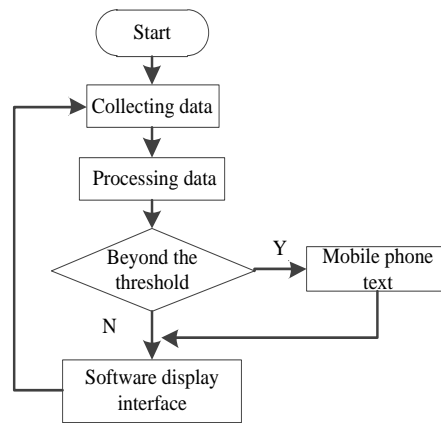 Start
Collecting data
Processing data
Beyond the
threshold
Y
Mobile phone
text
N
Software display
interface